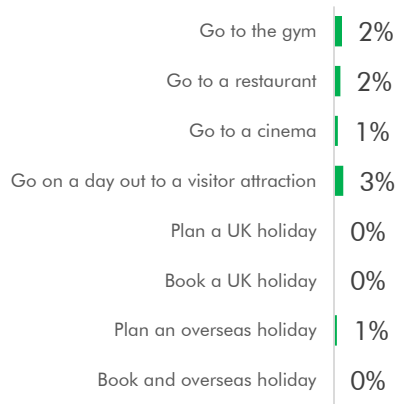 Go to the gym 2%
Go to a restaurant 2%
Go to a cinema 1%
Go on a day out to a visitor attraction 3%
Plan a UK holiday 0%
Book a UK holiday 0%
Plan an overseas holiday 1%
Book and overseas holiday 0%